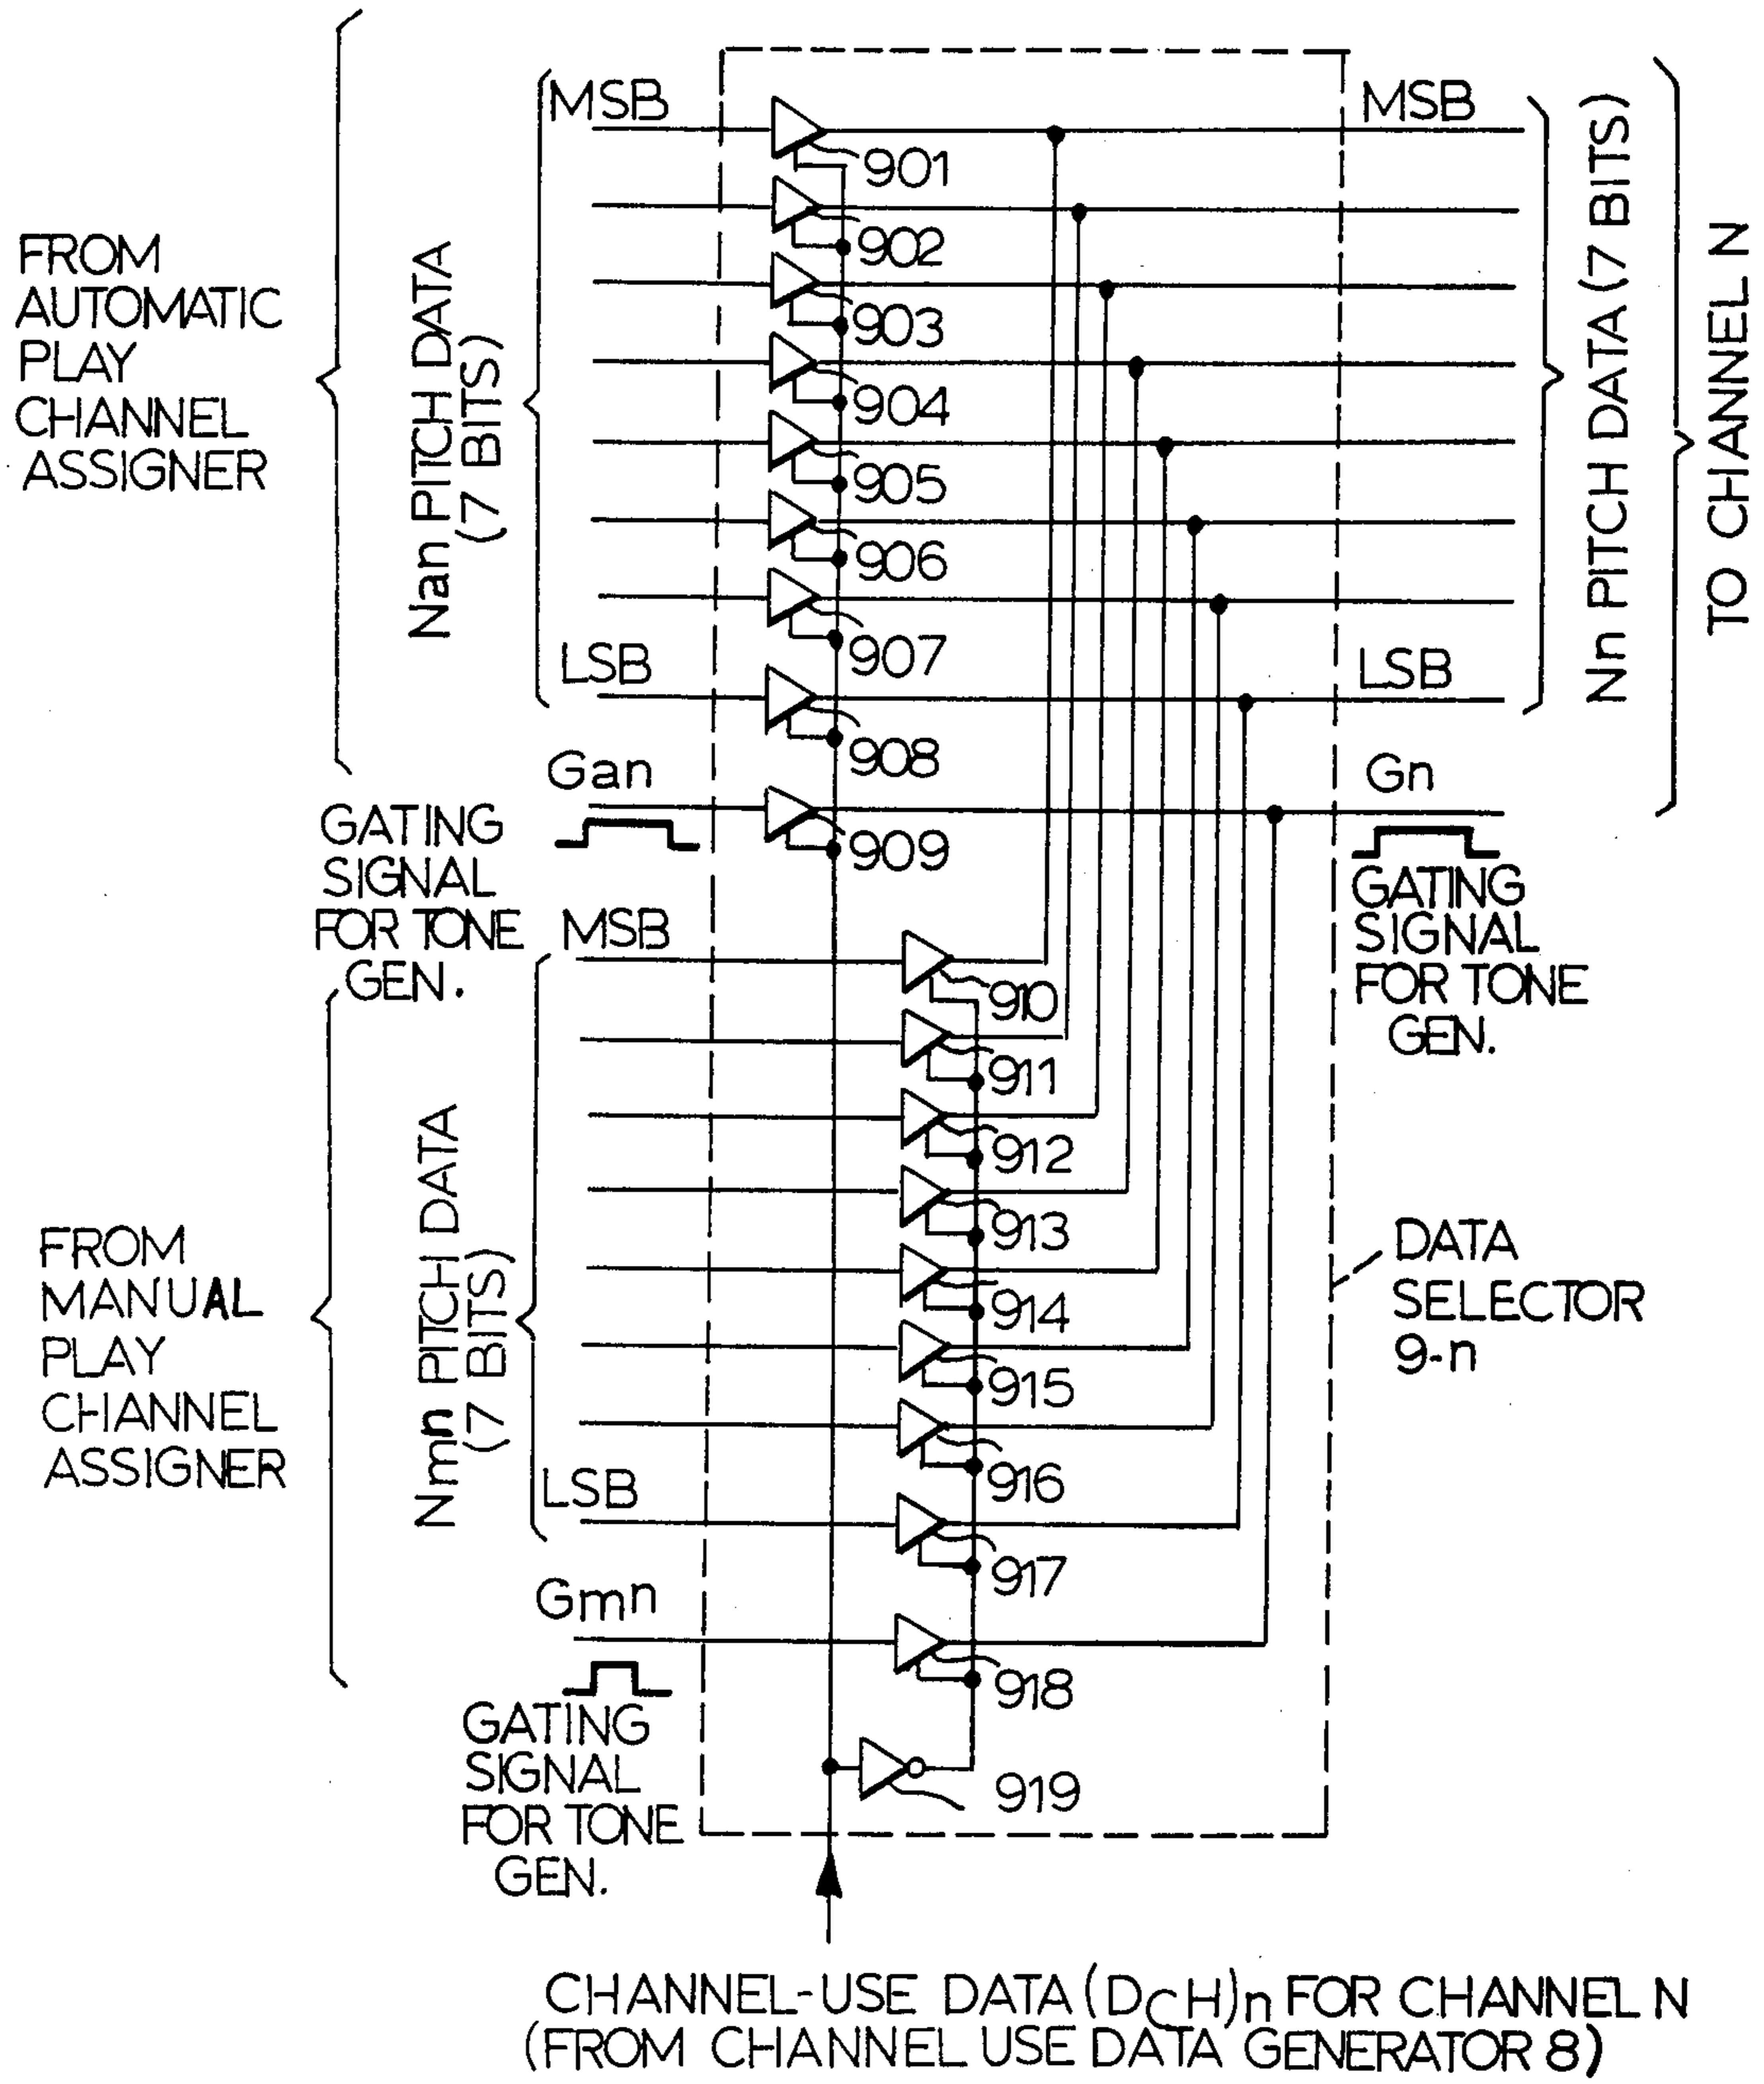 FROM
AUTOMATIC
PLAY
CHANNEL
ASSIGNER
Nan PITCH DATA
(7 BITS)
MSB
LSB
Gan
GATING
SIGNAL
FOR TONE
GEN.
901
902
903
904
905
906
907
908
909
MSB
LSB
Nn PITCH DATA (7 BITS)
TO CHANNEL N
Gn
GATING
SIGNAL
FOR TONE
GEN.
FROM
MANUAL
PLAY
CHANNEL
ASSIGNER
Nmn PITCH DATA
(7 BITS)
MSB
LSB
Gmn
GATING
SIGNAL
FOR TONE
GEN.
910
911
912
913
914
915
916
917
918
919
DATA
SELECTOR
9-n
CHANNEL-USE DATA (DCH)n FOR CHANNEL N
(FROM CHANNEL USE DATA GENERATOR 8)